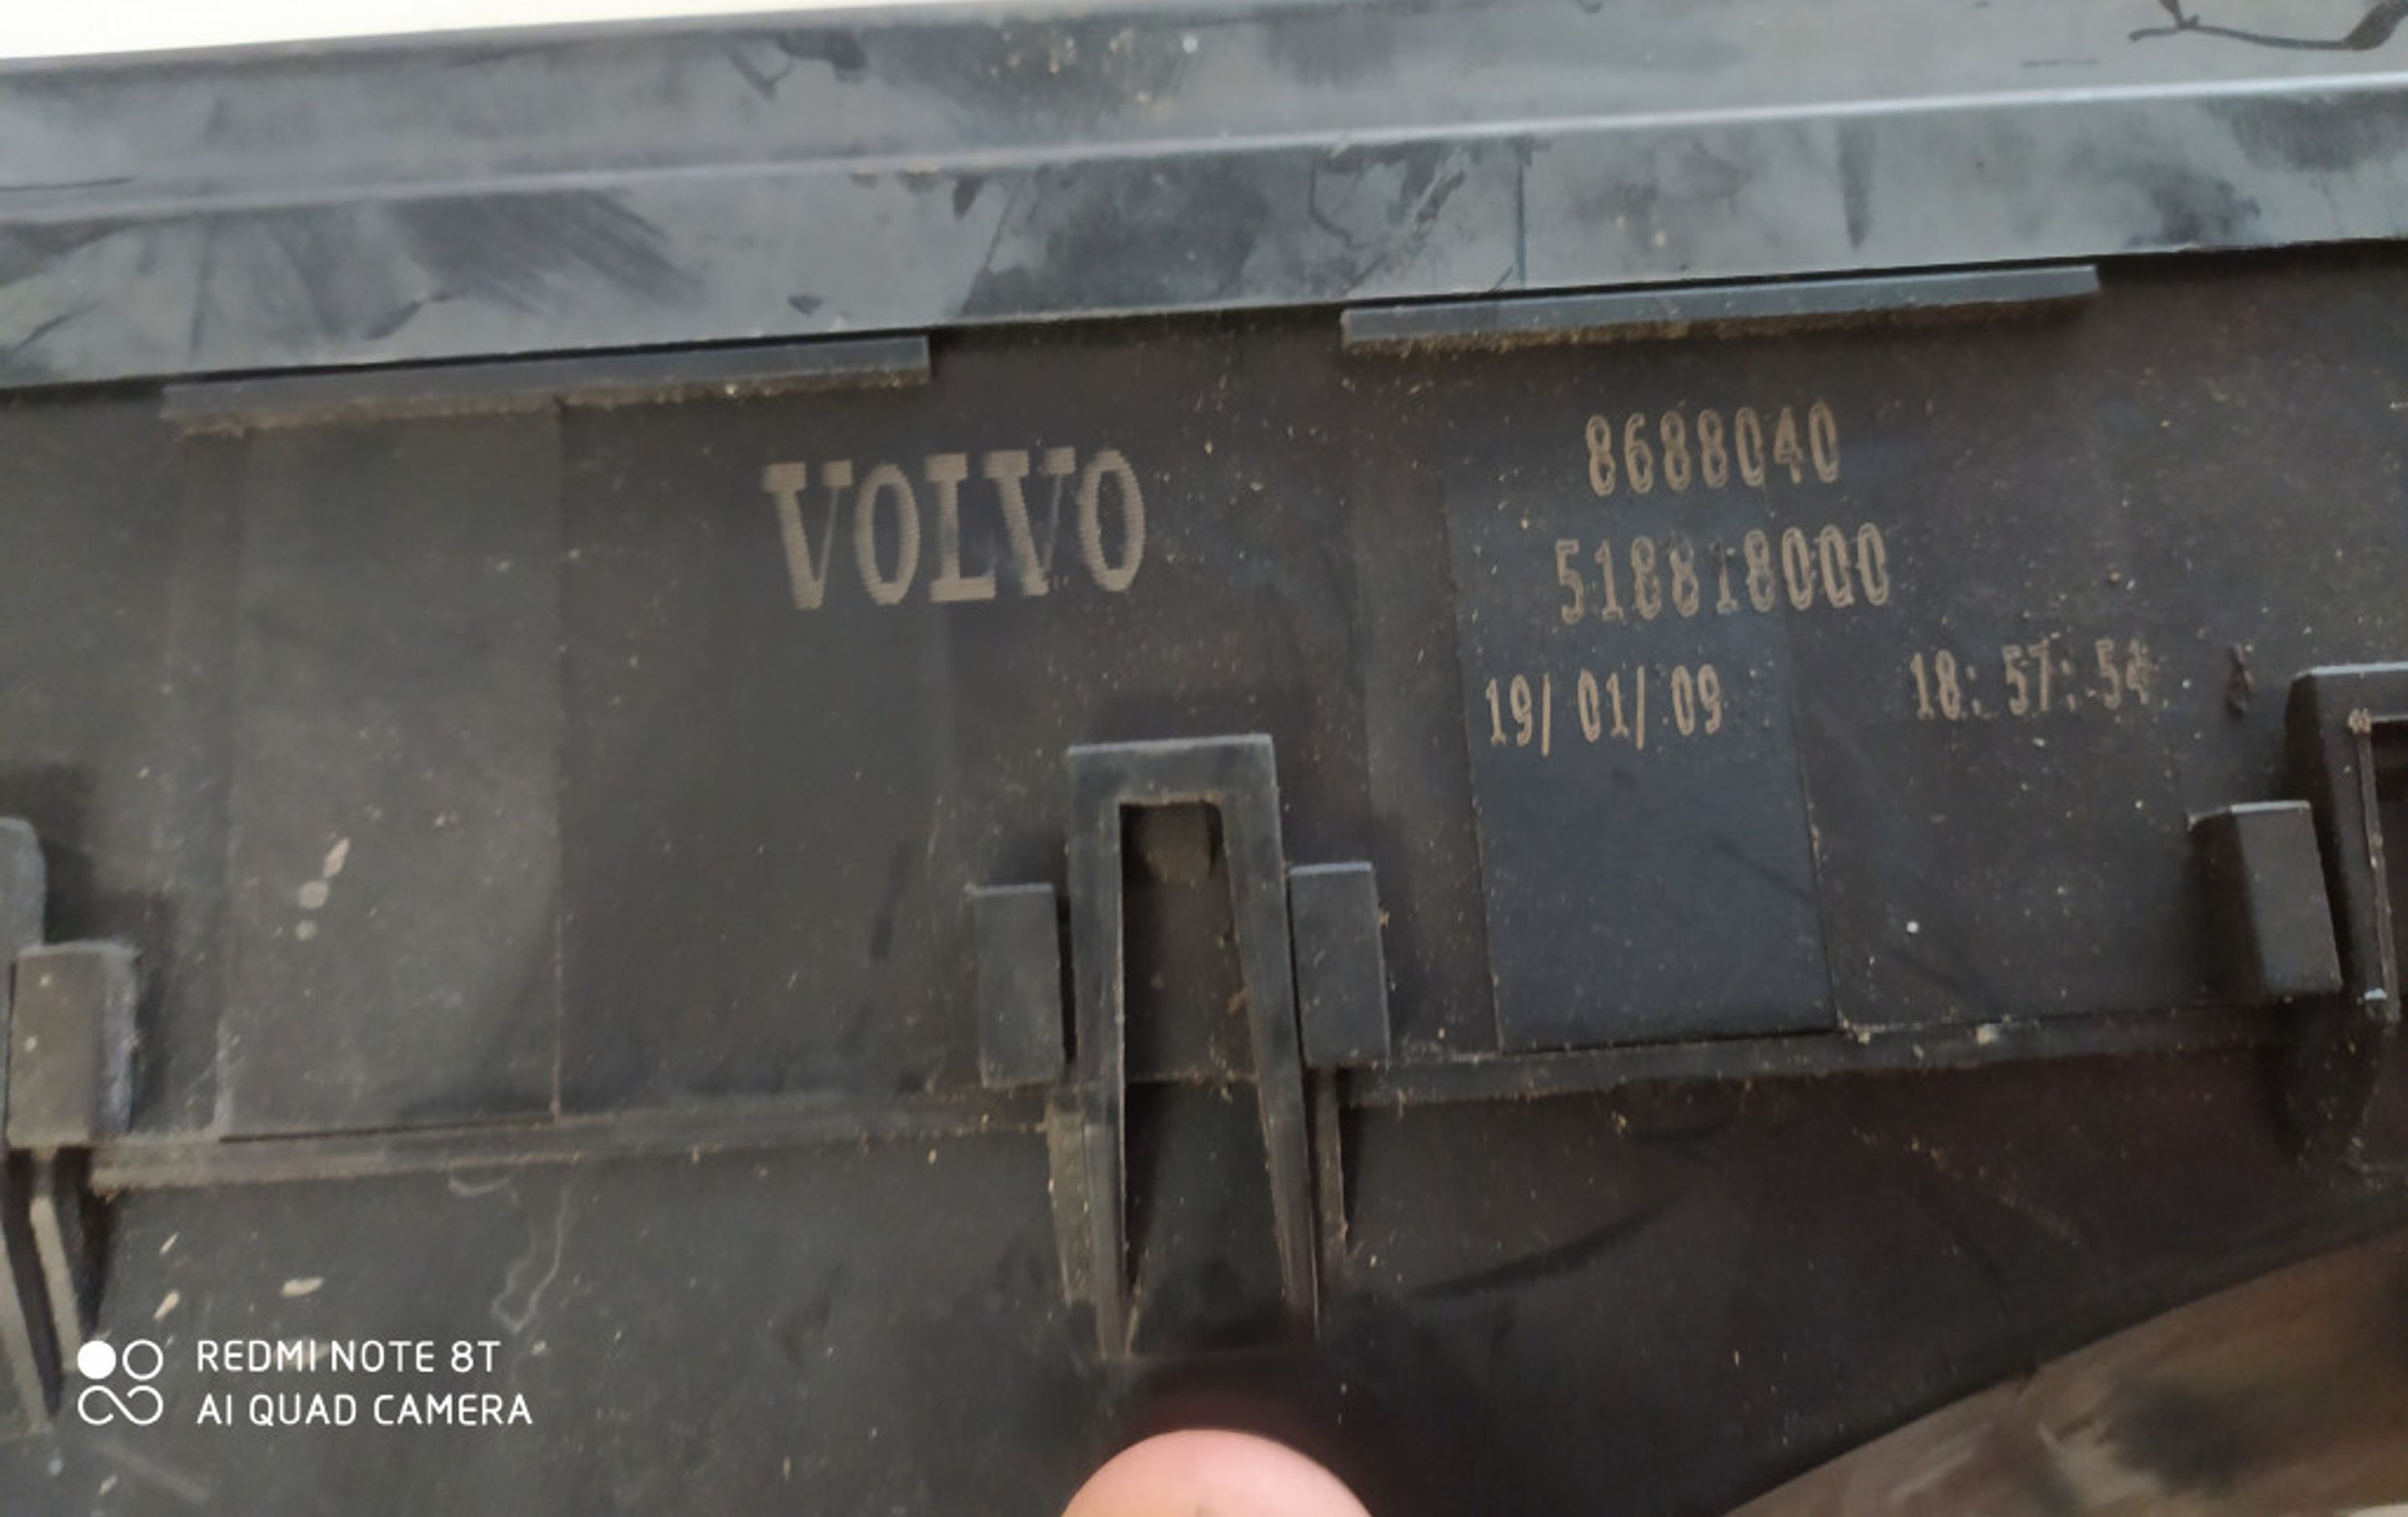 VOLVO
8688040
518818000
19/01/09 18:57:54
REDMI NOTE 8T
AI QUAD CAMERA